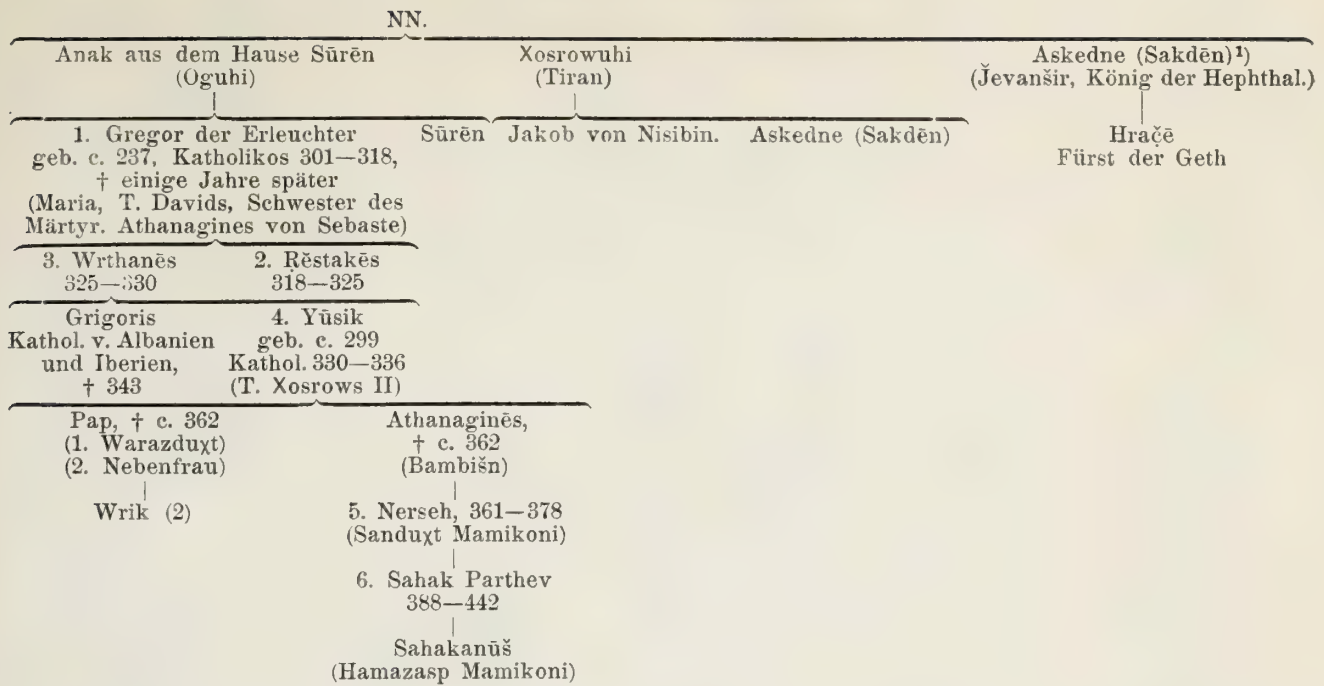 NN.
Anak aus dem Hause Sūrēn Xosrowuhi Askedne (Sakdēn)¹)
(Oguhi) (Tiran) (J̌evanšir, König der Hephthal.)
1. Gregor der Erleuchter Sūrēn Jakob von Nisibin. Askedne (Sakdēn) Hračē
geb. c. 237, Katholikos 301—318, Fürst der Geth
† einige Jahre später
(Maria, T. Davids, Schwester des
Märtyr. Athanagines von Sebaste)
3. Wrthanēs 2. Ṛēstakēs
325—330 318—325
Grigoris 4. Yūsik
Kathol. v. Albanien geb. c. 299
und Iberien, Kathol. 330—336
† 343 (T. Xosrows II)
Pap, † c. 362 Athanaginēs,
(1. Warazduχt) † c. 362
(2. Nebenfrau) (Bambišn)
Wrik (2) 5. Nerseh, 361—378
(Sanduχt Mamikoni)
6. Sahak Parthev
388—442
Sahakanūš
(Hamazasp Mamikoni)